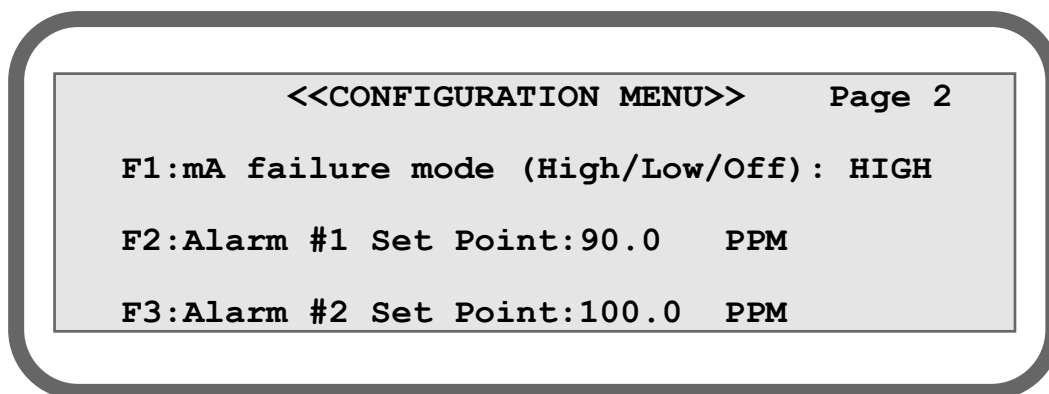 <<CONFIGURATION MENU>> Page 2
F1:mA failure mode (High/Low/Off): HIGH
F2:Alarm #1 Set Point:90.0 PPM
F3:Alarm #2 Set Point:100.0 PPM